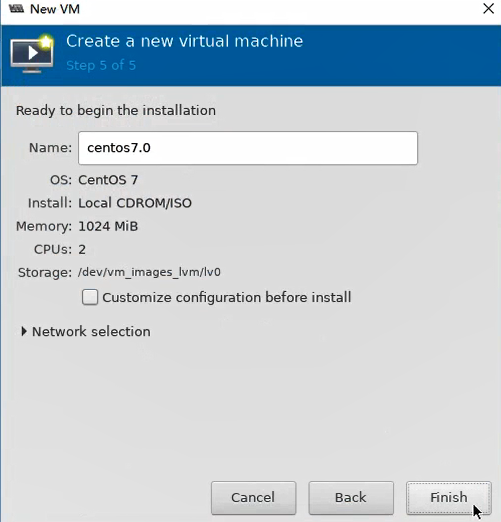 New VM
Create a new virtual machine
Step 5 of 5
Ready to begin the installation
Name: centos7.0
OS: CentOS 7
Install: Local CDROM/ISO
Memory: 1024 MiB
CPUs: 2
Storage: /dev/vm_images_lvm/lv0
Customize configuration before install
Network selection
Cancel Back Finish